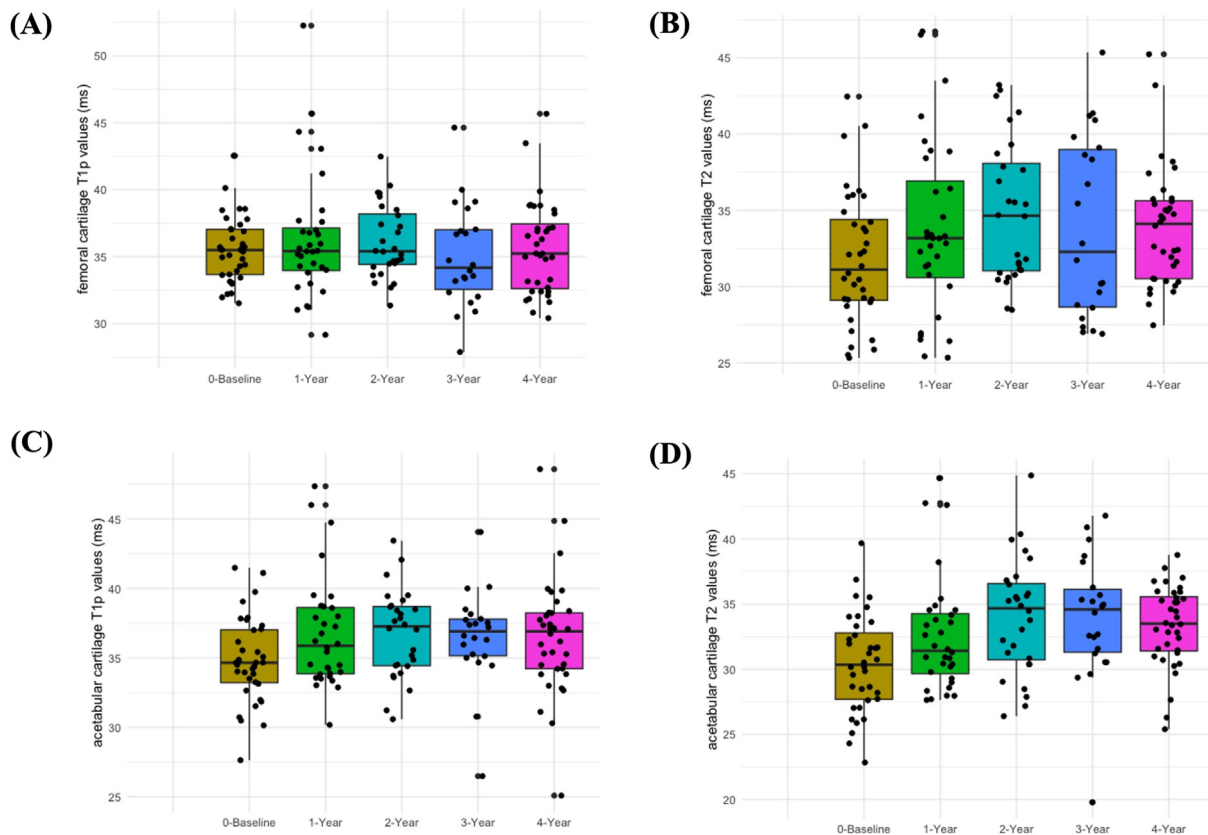 (A)
femoral cartilage T1p values (ms)
50
45
40
35
30
0-Baseline 1-Year 2-Year 3-Year 4-Year
(B)
femoral cartilage T2 values (ms)
45
40
35
30
25
0-Baseline 1-Year 2-Year 3-Year 4-Year
(C)
acetabular cartilage T1p values (ms)
45
40
35
30
25
0-Baseline 1-Year 2-Year 3-Year 4-Year
(D)
acetabular cartilage T2 values (ms)
45
40
35
30
25
20
0-Baseline 1-Year 2-Year 3-Year 4-Year